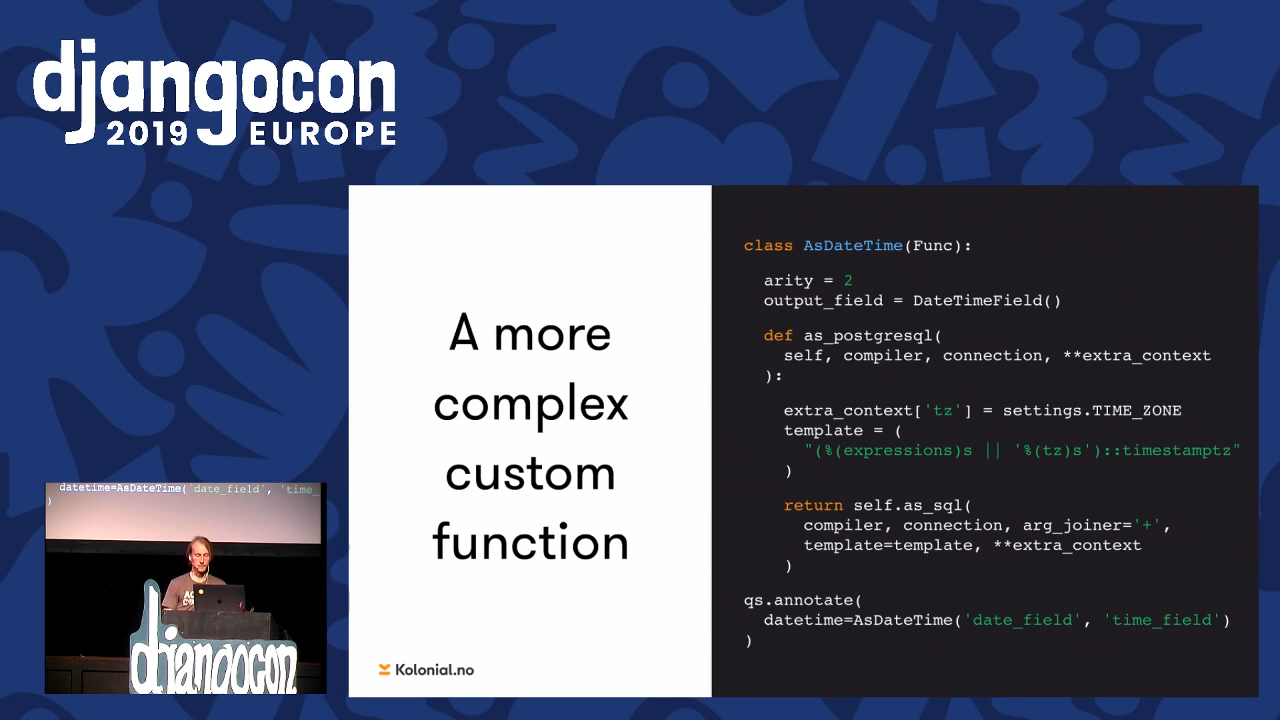 djangocon
2019 EUROPE
A more
complex
custom
function
Kolonial.no
class AsDateTime(Func):
arity = 2
output_field = DateTimeField()
def as_postgresql(
self, compiler, connection, **extra_context
):
extra_context['tz'] = settings.TIME_ZONE
template = (
"(%(expressions)s || '%(tz)s')::timestamptz"
)
return self.as_sql(
compiler, connection, arg_joiner='+',
template=template, **extra_context
)
qs.annotate(
datetime=AsDateTime('date_field', 'time_field')
)
datetime=AsDateTime('date_field', 'time_
)
djangocon